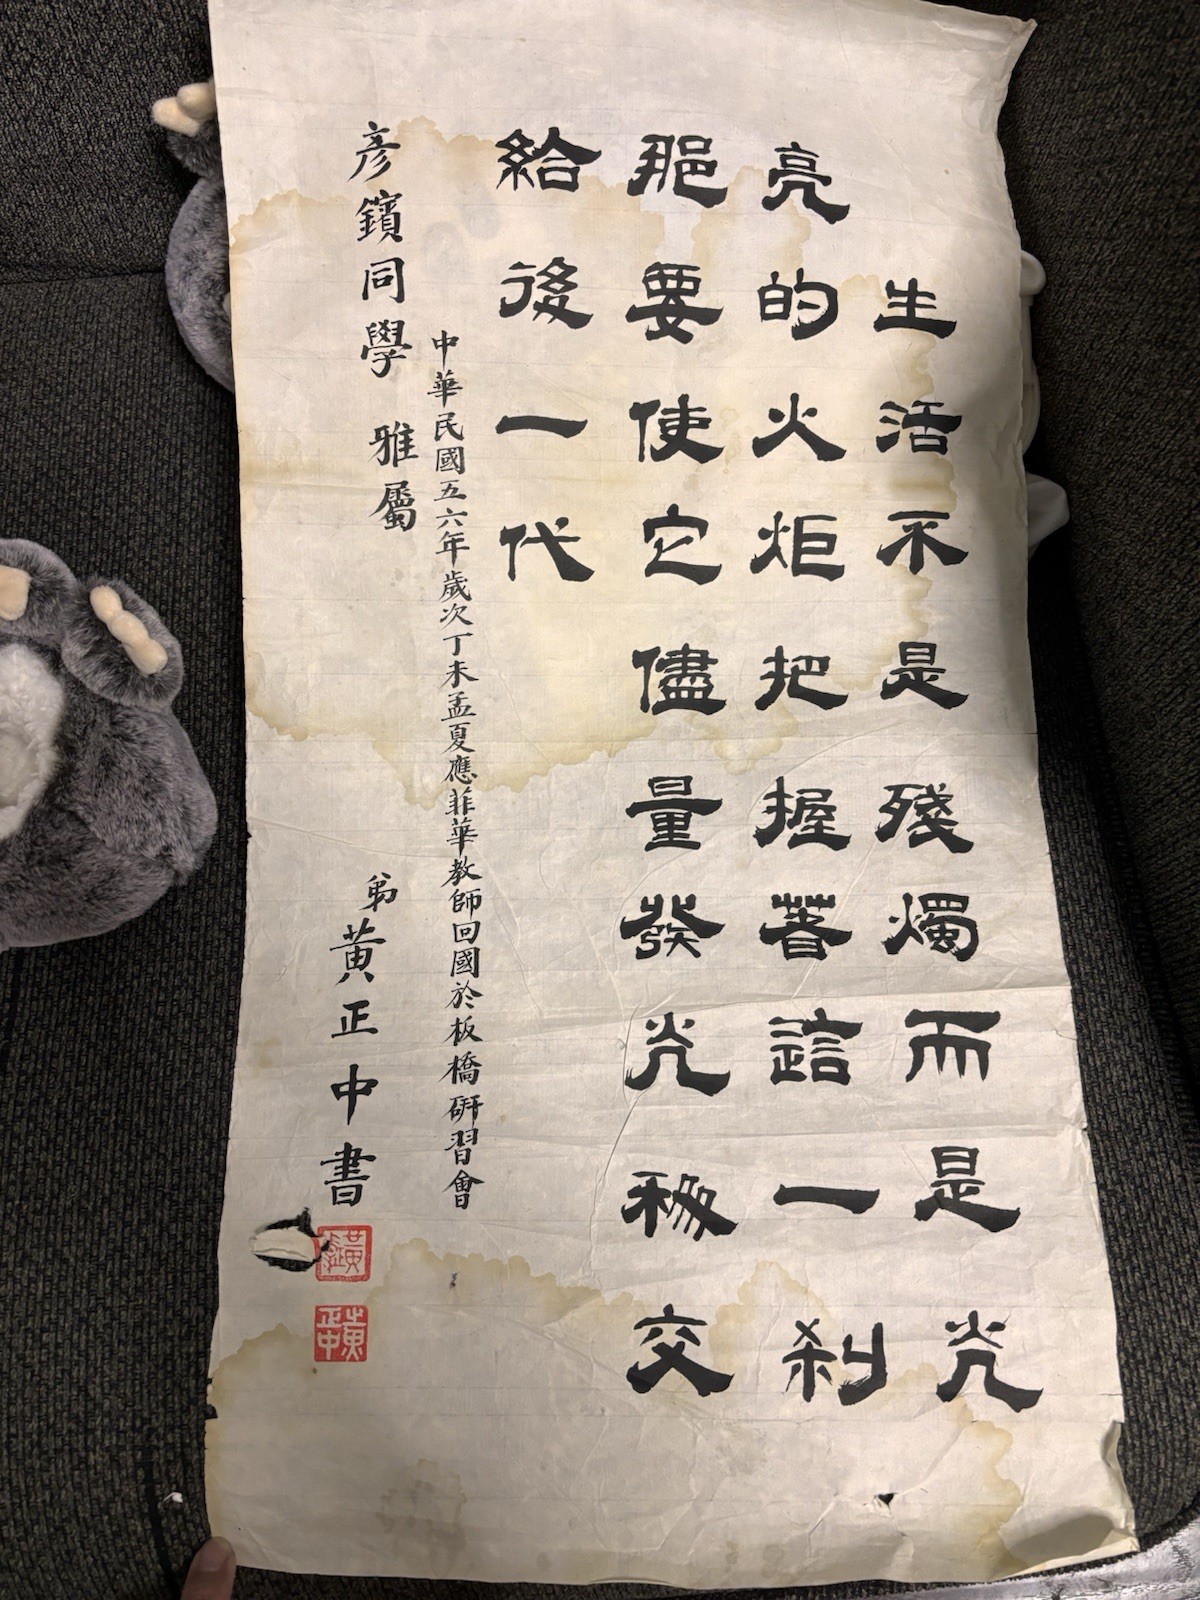 生活不是殘燭而是光
亮的火炬把握著這一剎
那要使它儘量發光移交
給後一代
中華民國五六年歲次丁未孟夏應菲華教師回國於板橋研習會
彥鑌同學 雅屬
弟黃正中書
黃正中